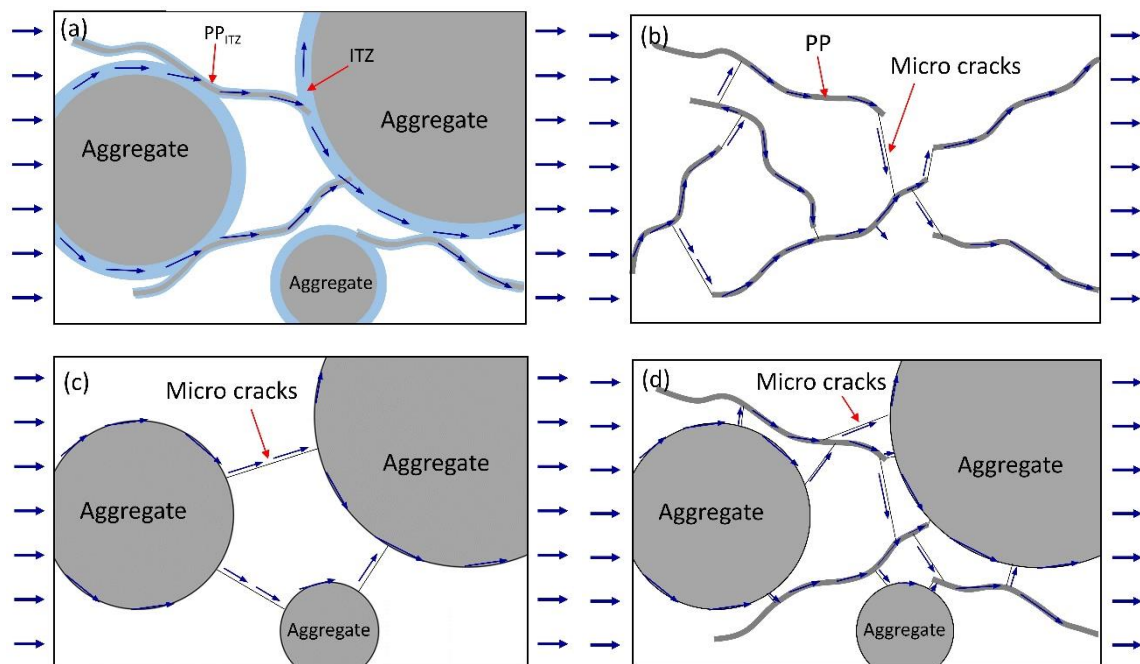 (a)
PP_ITZ
ITZ
Aggregate
Aggregate
Aggregate
(b)
PP
Micro cracks
(c)
Micro cracks
Aggregate
Aggregate
Aggregate
(d)
Micro cracks
Aggregate
Aggregate
Aggregate